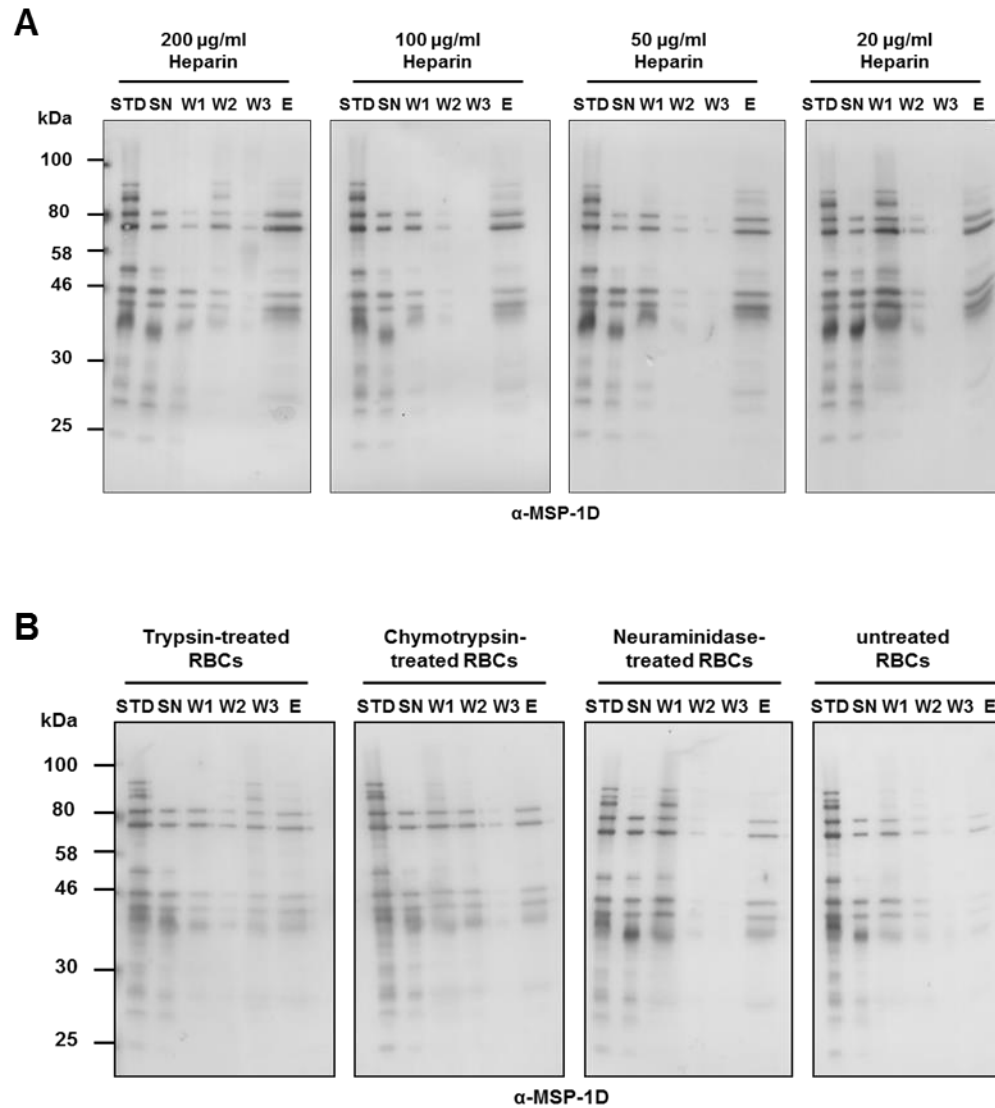 A
200 µg/ml
Heparin
100 µg/ml
Heparin
50 µg/ml
Heparin
20 µg/ml
Heparin
STD SN W1 W2 W3 E
STD SN W1 W2 W3 E
STD SN W1 W2 W3 E
STD SN W1 W2 W3 E
kDa
100
80
58
46
30
25
α-MSP-1D
B
Trypsin-treated
RBCs
Chymotrypsin-
treated RBCs
Neuraminidase-
treated RBCs
untreated
RBCs
STD SN W1 W2 W3 E
STD SN W1 W2 W3 E
STD SN W1 W2 W3 E
STD SN W1 W2 W3 E
kDa
100
80
58
46
30
25
α-MSP-1D